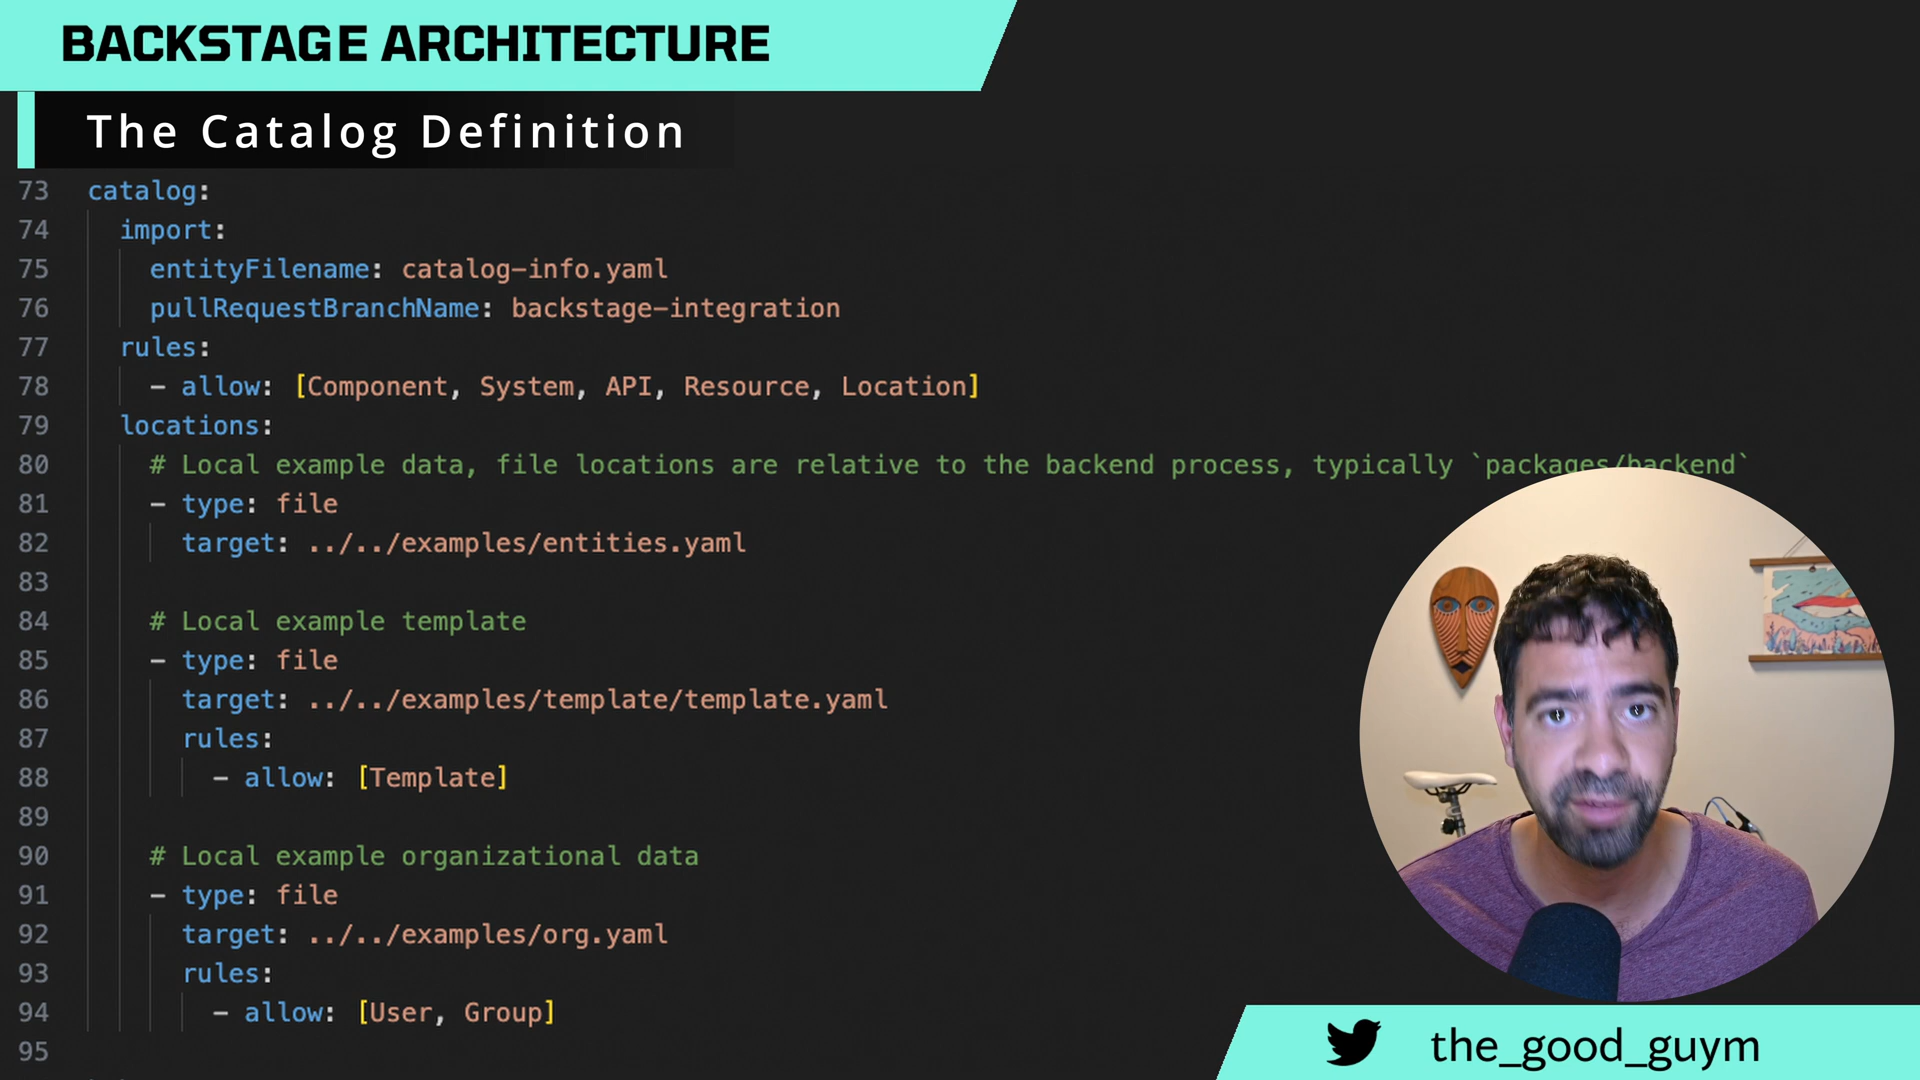 BACKSTAGE ARCHITECTURE
The Catalog Definition
73 catalog:
74 import:
75 entityFilename: catalog-info.yaml
76 pullRequestBranchName: backstage-integration
77 rules:
78 - allow: [Component, System, API, Resource, Location]
79 locations:
80 # Local example data, file locations are relative to the backend process, typically `packages/backend`
81 - type: file
82 target: ../../examples/entities.yaml
83
84 # Local example template
85 - type: file
86 target: ../../examples/template/template.yaml
87 rules:
88 - allow: [Template]
89
90 # Local example organizational data
91 - type: file
92 target: ../../examples/org.yaml
93 rules:
94 - allow: [User, Group]
95
the_good_guym